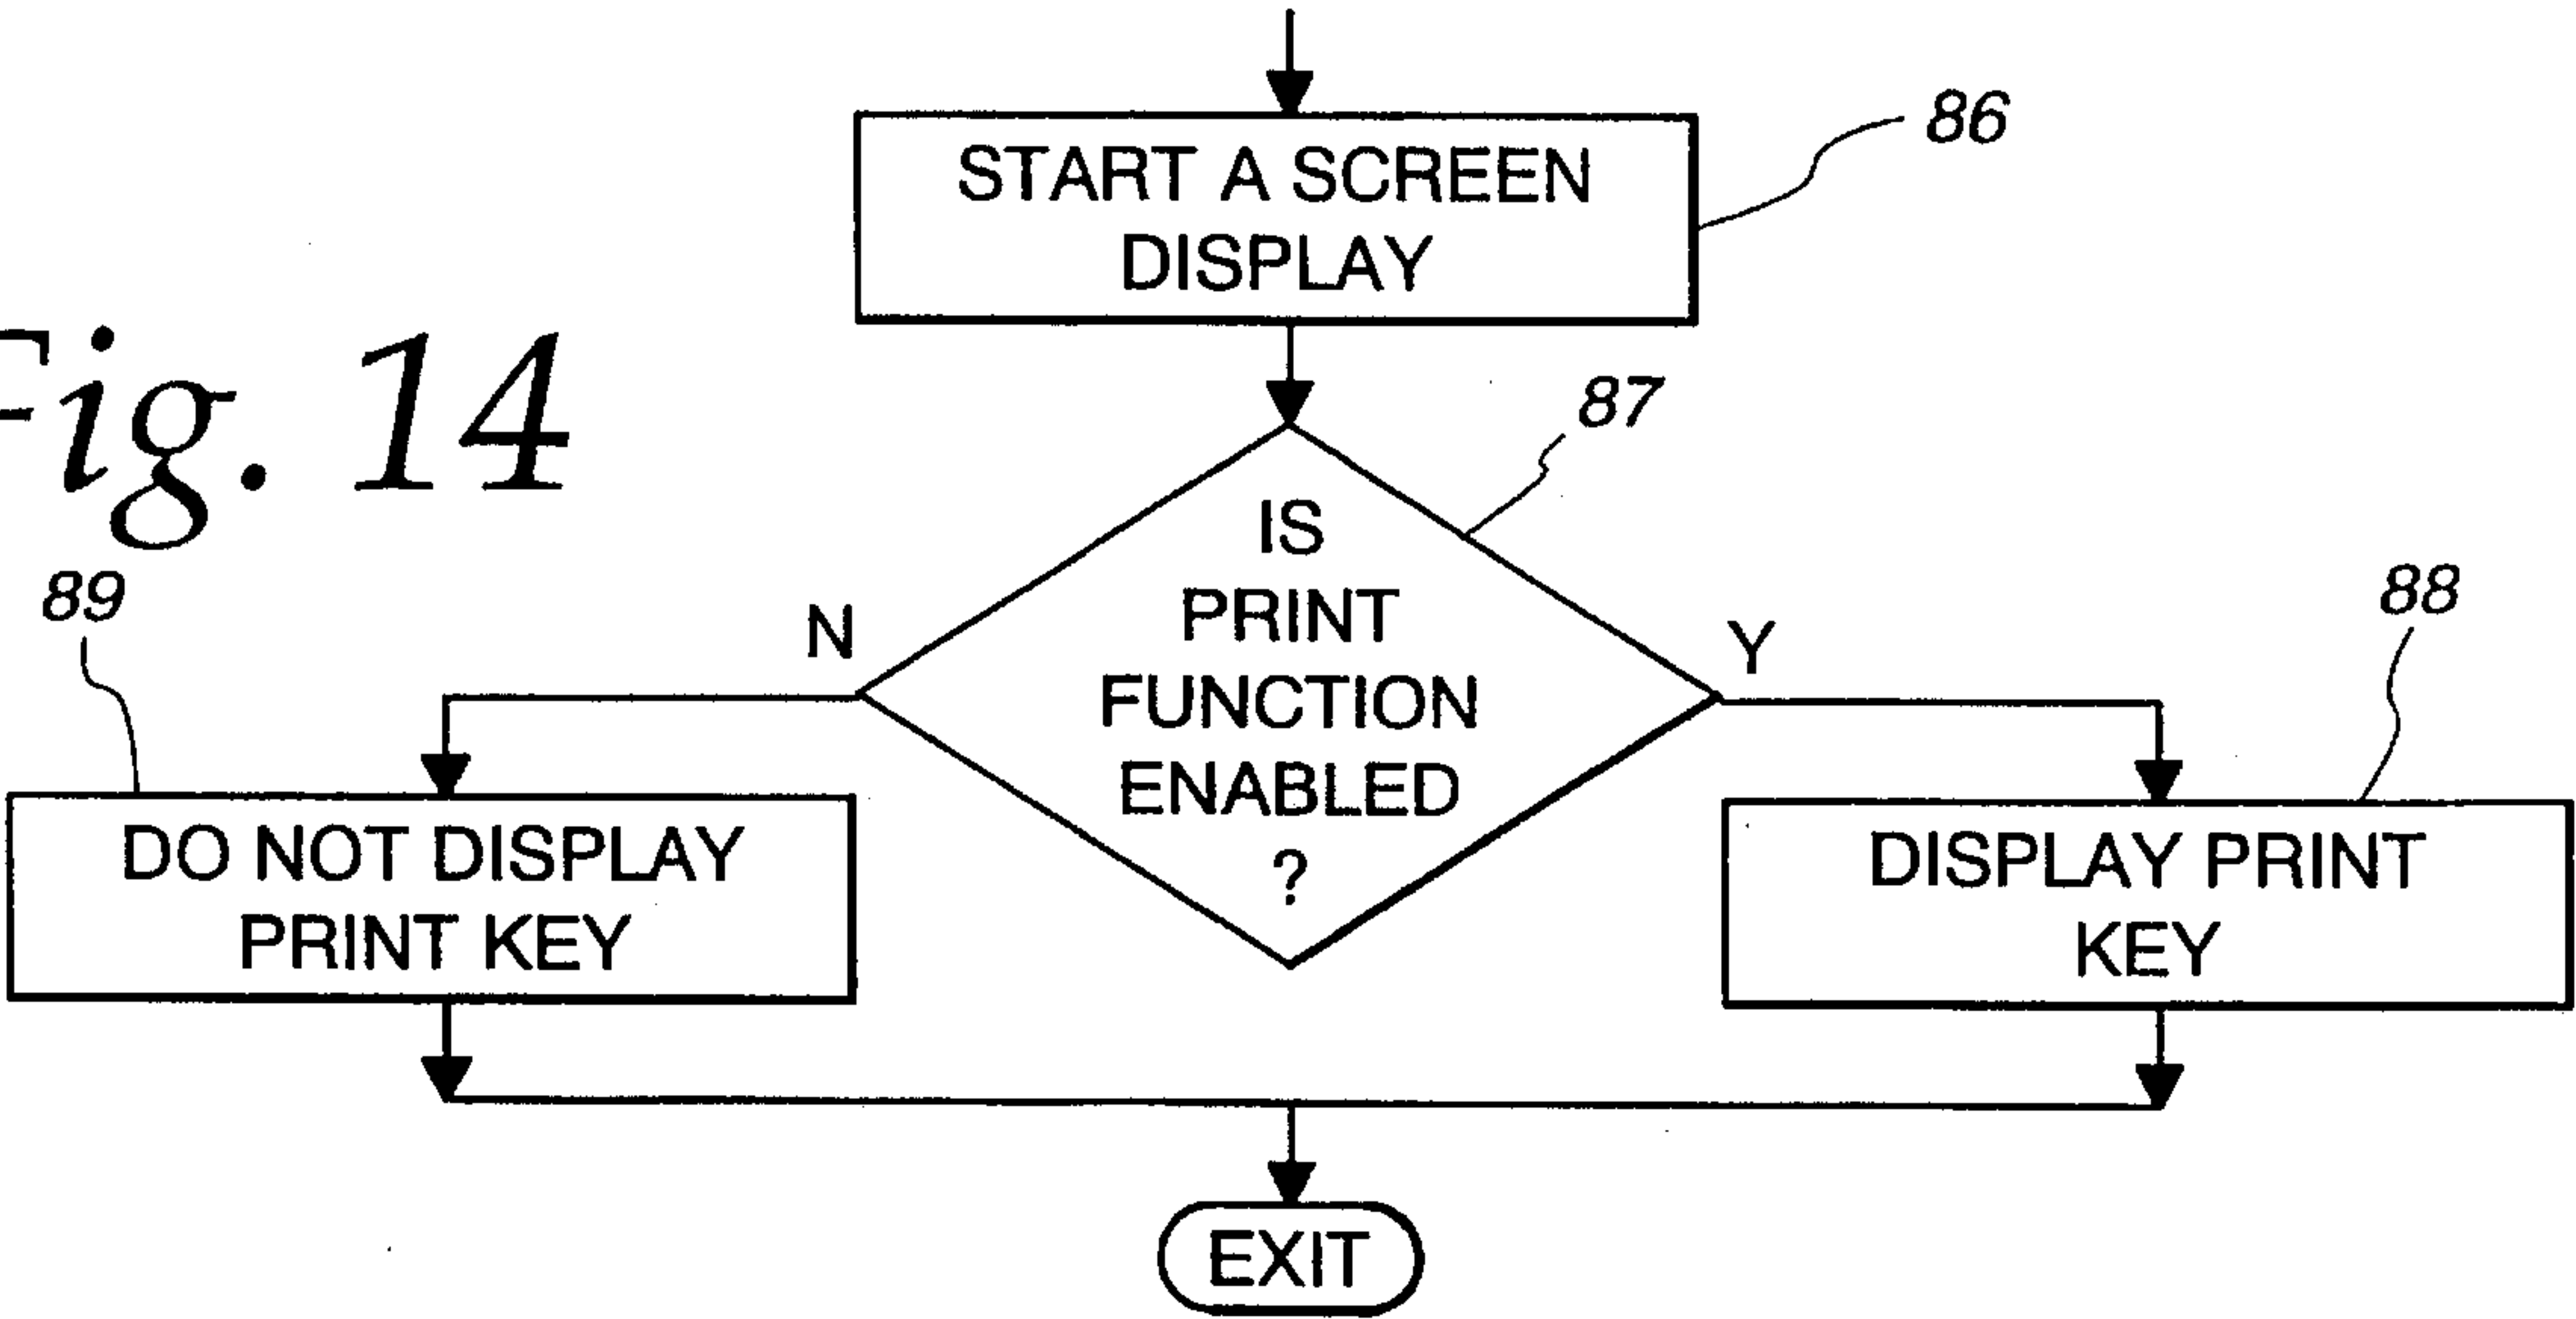 86
START A SCREEN
DISPLAY
Fig. 14
87
IS
PRINT
FUNCTION
ENABLED
?
N
Y
89
88
DO NOT DISPLAY
PRINT KEY
DISPLAY PRINT
KEY
EXIT